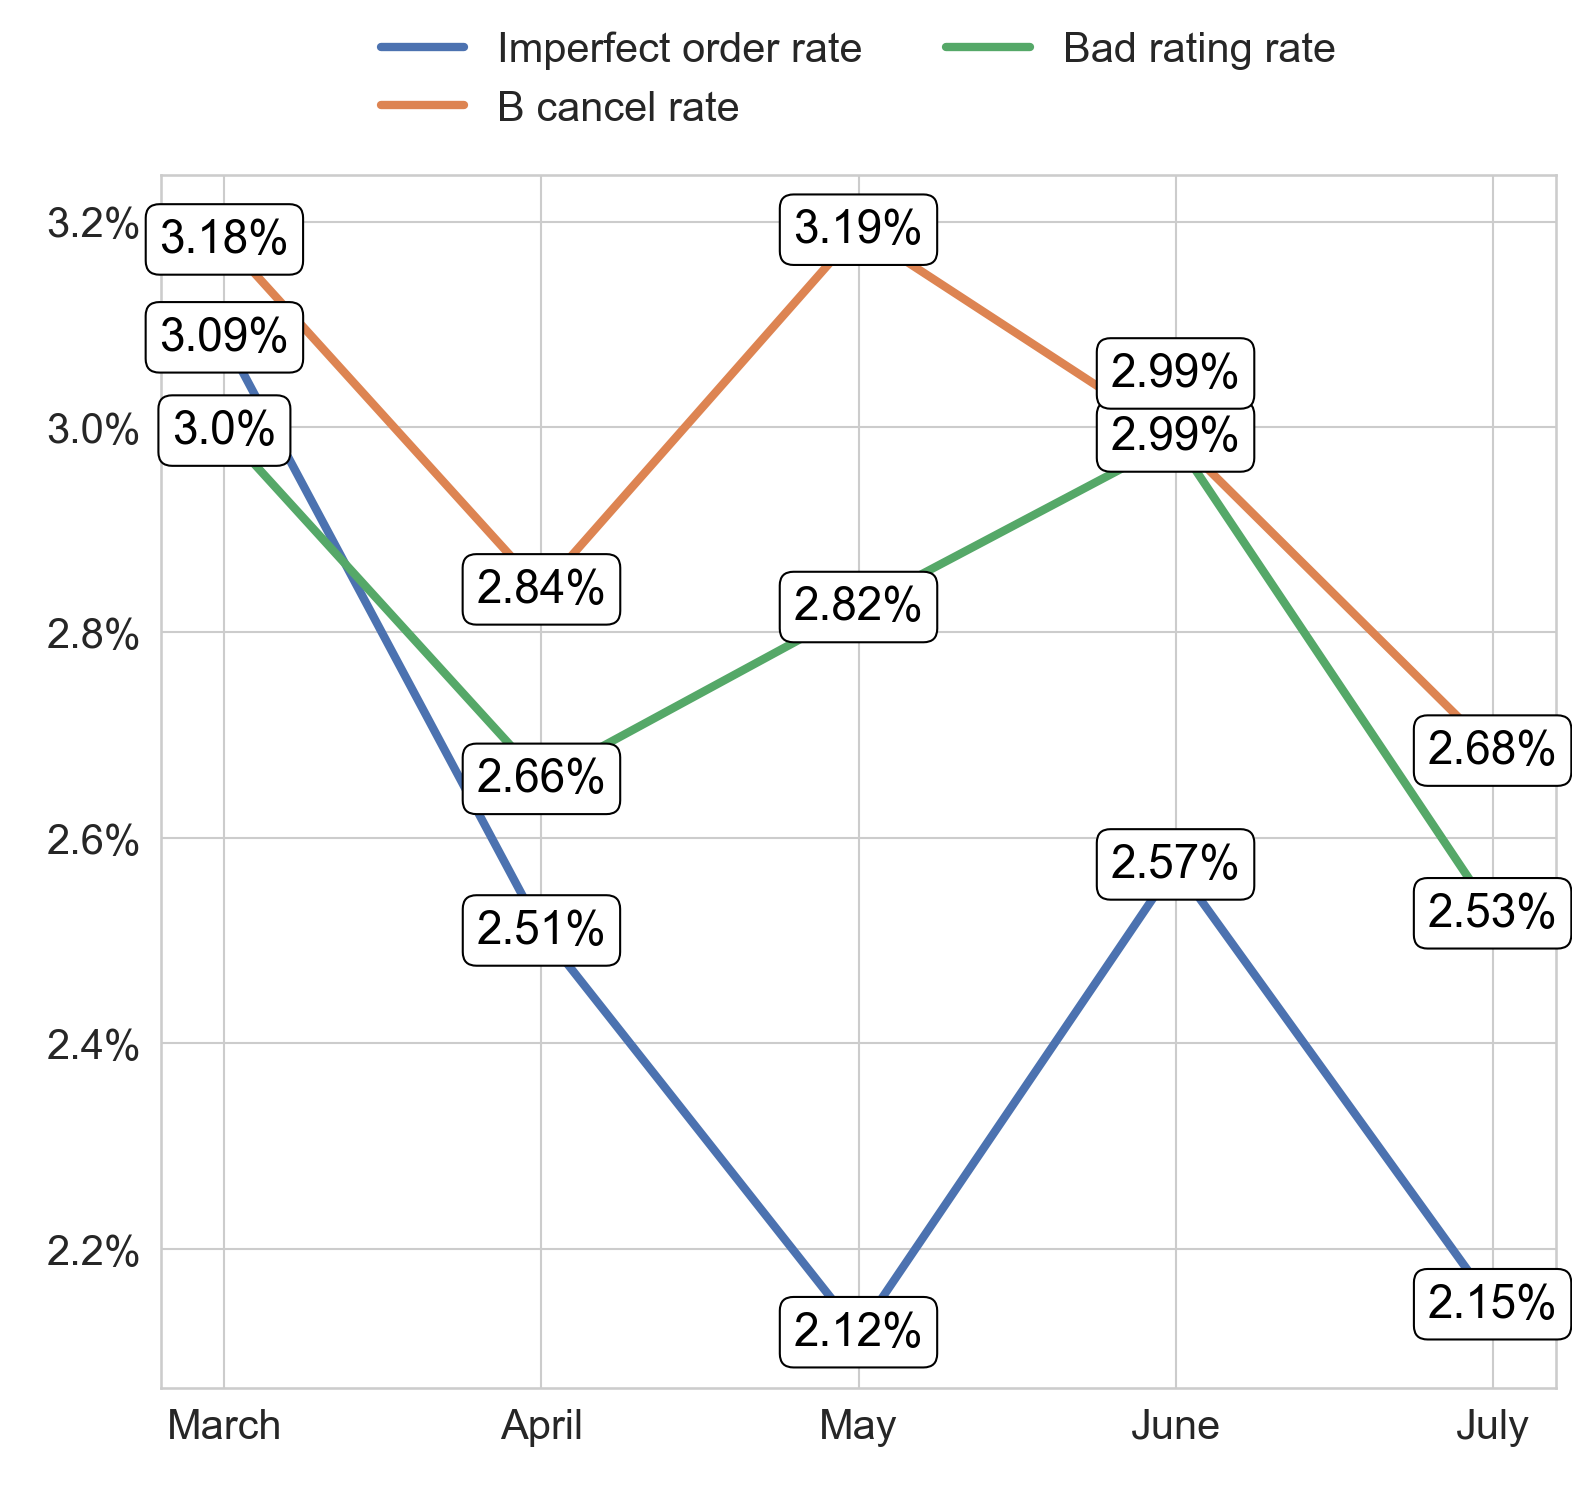 Imperfect order rate
B cancel rate
Bad rating rate
3.2%
3.0%
2.8%
2.6%
2.4%
2.2%
3.18%
3.09%
3.0%
2.84%
2.66%
2.51%
3.19%
2.82%
2.12%
2.99%
2.99%
2.57%
2.68%
2.53%
2.15%
March
April
May
June
July